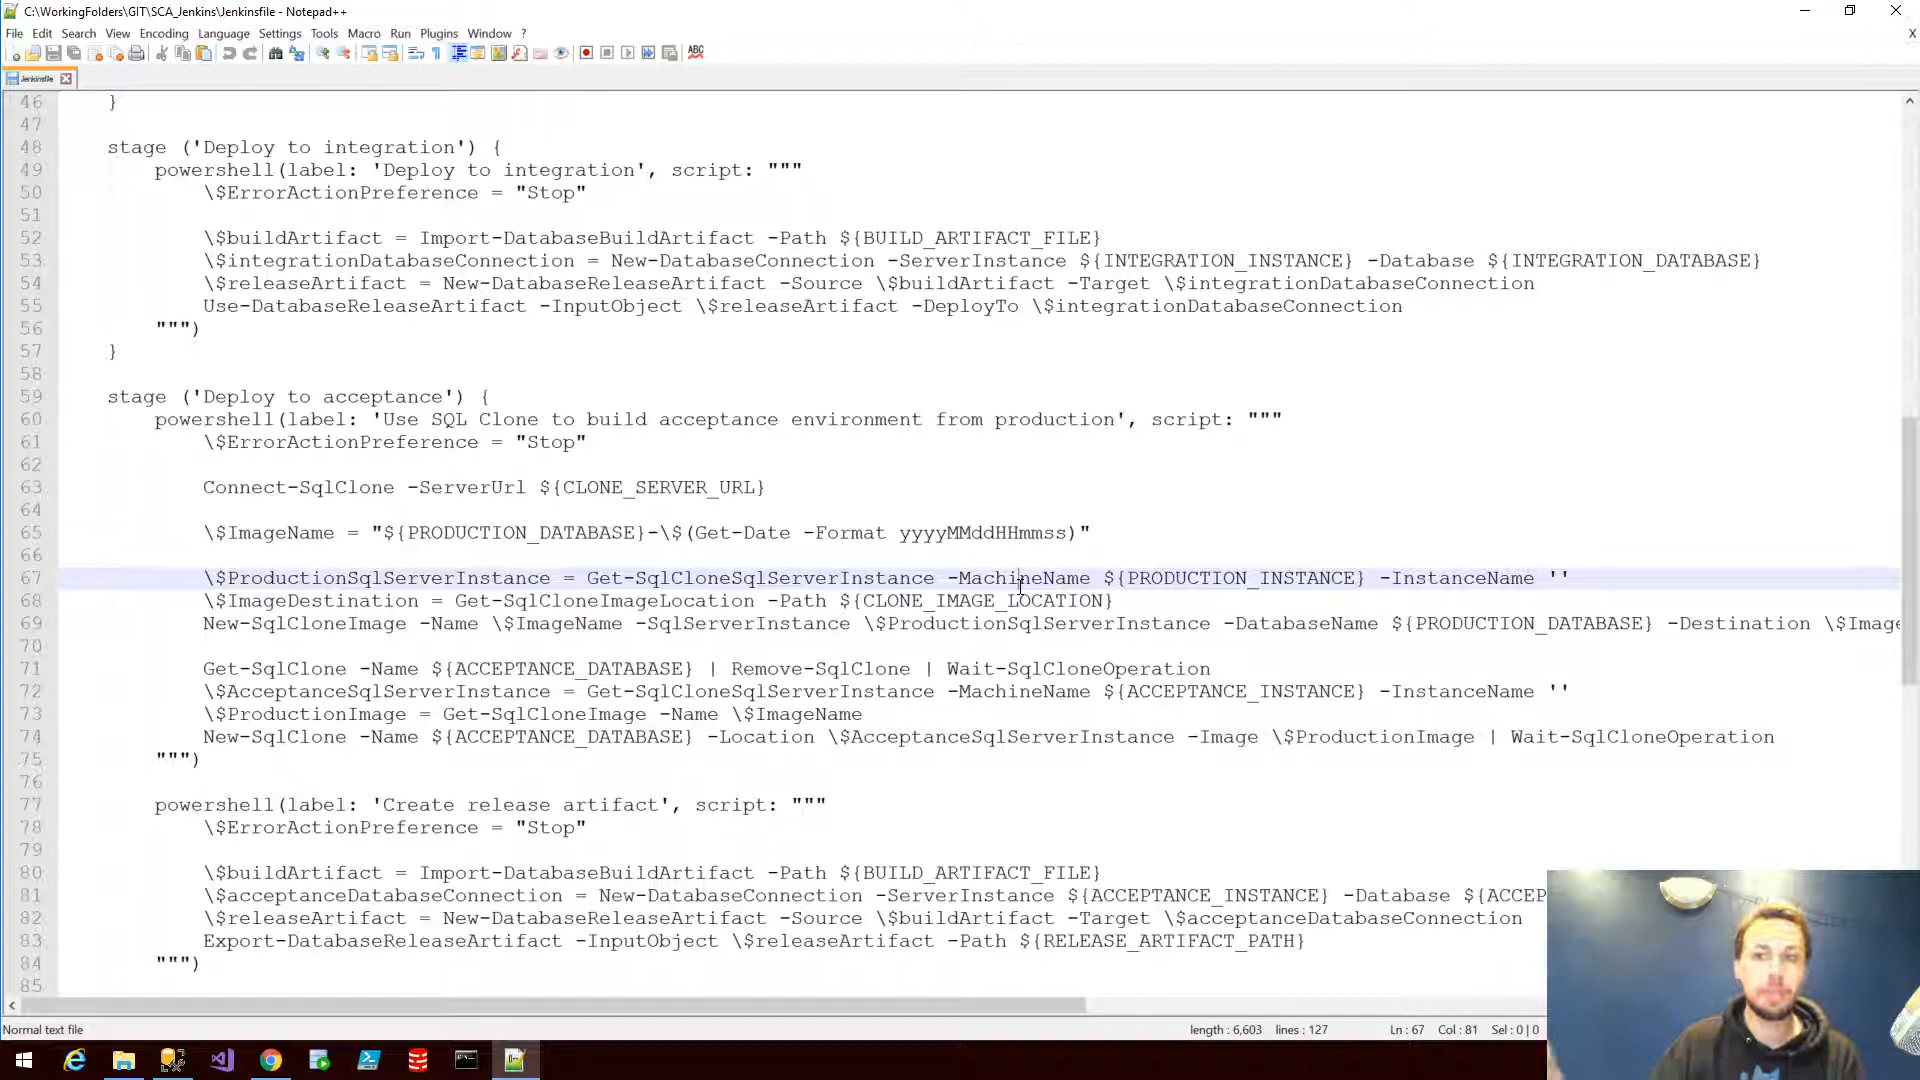 C:\WorkingFolders\GIT\SCA_Jenkins\Jenkinsfile - Notepad++
File Edit Search View Encoding Language Settings Tools Macro Run Plugins Window ?
X
ABC
Jenkinsfile
46 }
47
48 stage ('Deploy to integration') {
49 powershell(label: 'Deploy to integration', script: """
50 \$ErrorActionPreference = "Stop"
51
52 \$buildArtifact = Import-DatabaseBuildArtifact -Path ${BUILD_ARTIFACT_FILE}
53 \$integrationDatabaseConnection = New-DatabaseConnection -ServerInstance ${INTEGRATION_INSTANCE} -Database ${INTEGRATION_DATABASE}
54 \$releaseArtifact = New-DatabaseReleaseArtifact -Source \$buildArtifact -Target \$integrationDatabaseConnection
55 Use-DatabaseReleaseArtifact -InputObject \$releaseArtifact -DeployTo \$integrationDatabaseConnection
56 """)
57 }
58
59 stage ('Deploy to acceptance') {
60 powershell(label: 'Use SQL Clone to build acceptance environment from production', script: """
61 \$ErrorActionPreference = "Stop"
62
63 Connect-SqlClone -ServerUrl ${CLONE_SERVER_URL}
64
65 \$ImageName = "${PRODUCTION_DATABASE}-\$(Get-Date -Format yyyyMMddHHmmss)"
66
67 \$ProductionSqlServerInstance = Get-SqlCloneSqlServerInstance -MachineName ${PRODUCTION_INSTANCE} -InstanceName ''
68 \$ImageDestination = Get-SqlCloneImageLocation -Path ${CLONE_IMAGE_LOCATION}
69 New-SqlCloneImage -Name \$ImageName -SqlServerInstance \$ProductionSqlServerInstance -DatabaseName ${PRODUCTION_DATABASE} -Destination \$Image
70
71 Get-SqlClone -Name ${ACCEPTANCE_DATABASE} | Remove-SqlClone | Wait-SqlCloneOperation
72 \$AcceptanceSqlServerInstance = Get-SqlCloneSqlServerInstance -MachineName ${ACCEPTANCE_INSTANCE} -InstanceName ''
73 \$ProductionImage = Get-SqlCloneImage -Name \$ImageName
74 New-SqlClone -Name ${ACCEPTANCE_DATABASE} -Location \$AcceptanceSqlServerInstance -Image \$ProductionImage | Wait-SqlCloneOperation
75 """)
76
77 powershell(label: 'Create release artifact', script: """
78 \$ErrorActionPreference = "Stop"
79
80 \$buildArtifact = Import-DatabaseBuildArtifact -Path ${BUILD_ARTIFACT_FILE}
81 \$acceptanceDatabaseConnection = New-DatabaseConnection -ServerInstance ${ACCEPTANCE_INSTANCE} -Database ${ACCEP
82 \$releaseArtifact = New-DatabaseReleaseArtifact -Source \$buildArtifact -Target \$acceptanceDatabaseConnection
83 Export-DatabaseReleaseArtifact -InputObject \$releaseArtifact -Path ${RELEASE_ARTIFACT_PATH}
84 """)
85
Normal text file length : 6,603 lines : 127 Ln : 67 Col : 81 Sel : 0 | 0